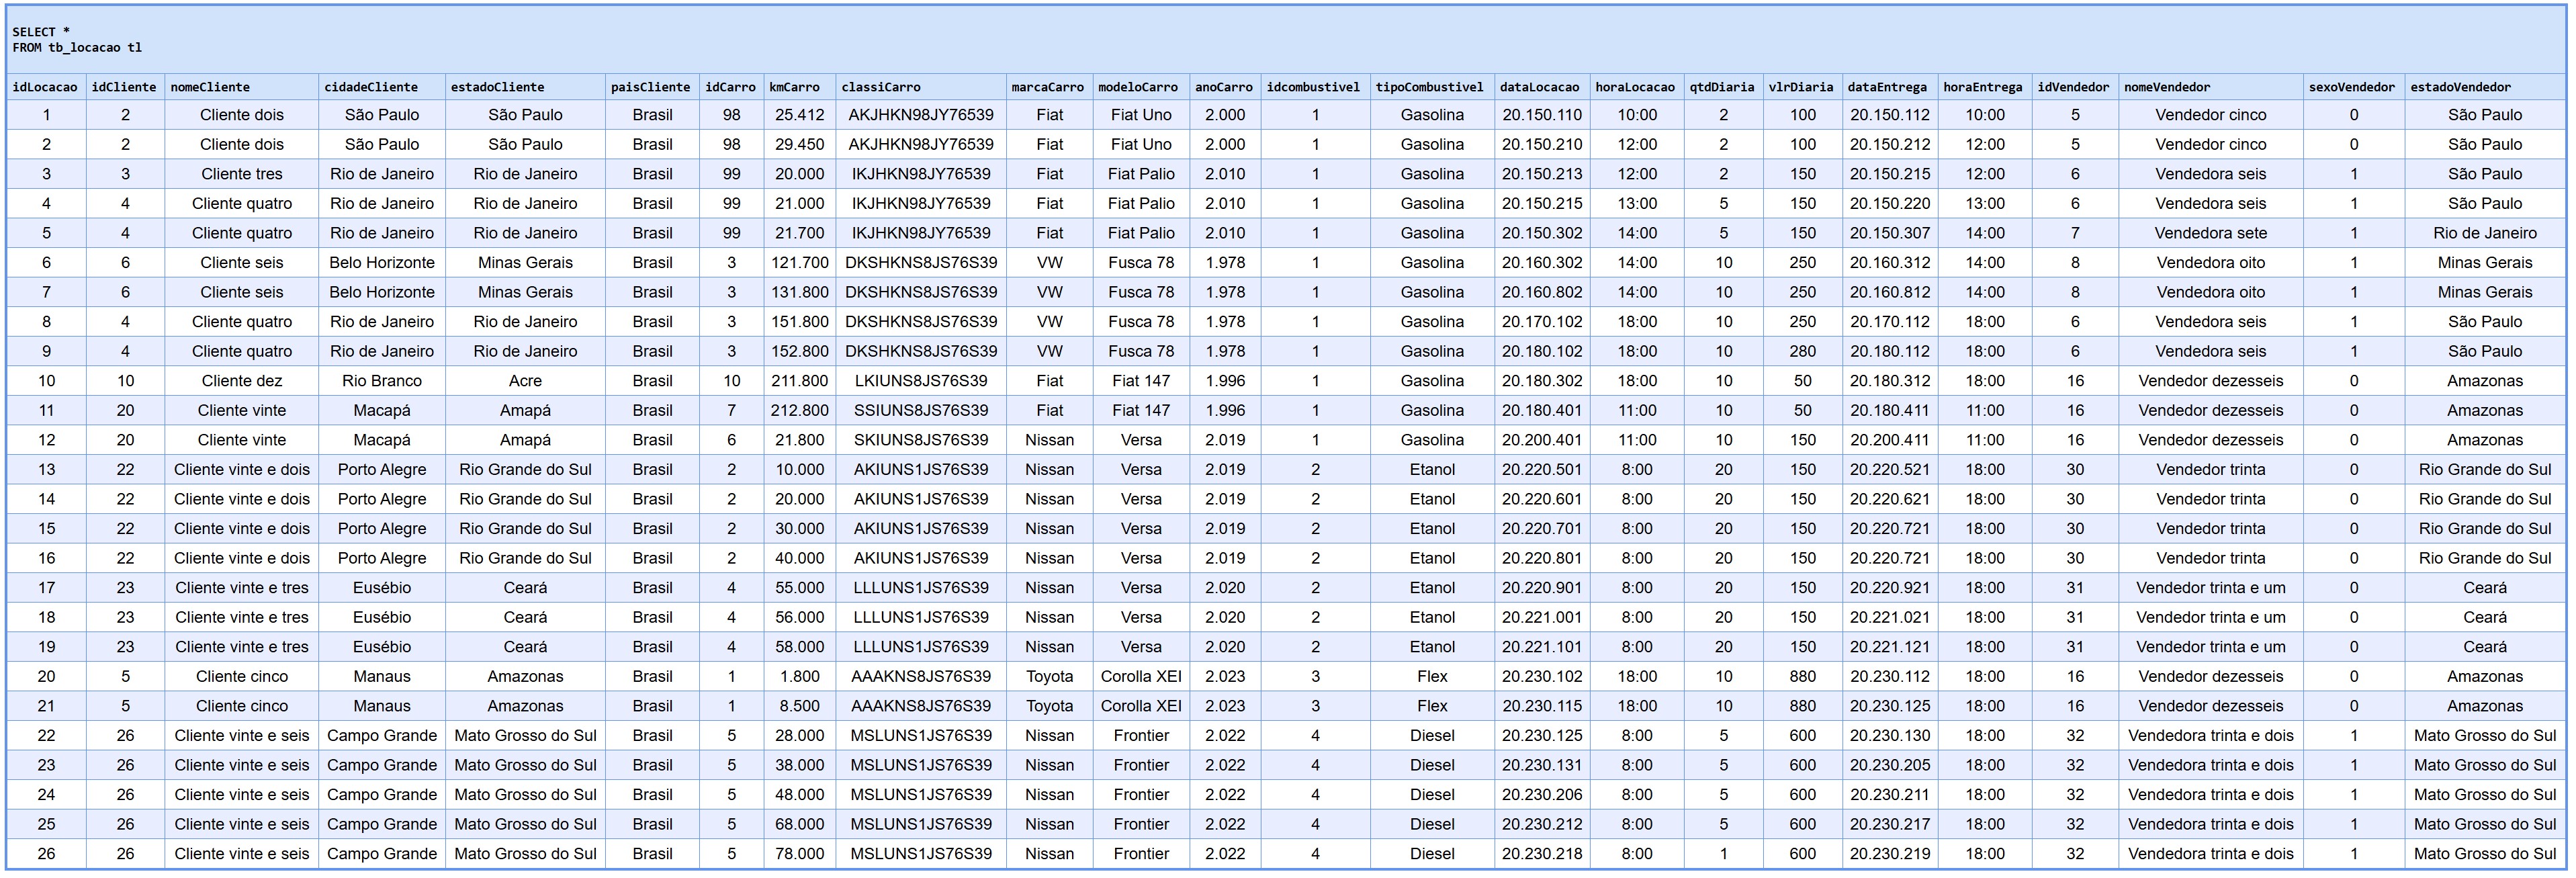 SELECT *
FROM tb_locacao tl
idLocacao idCliente nomeCliente cidadeCliente estadoCliente paisCliente idCarro kmCarro classiCarro marcaCarro modeloCarro anoCarro idcombustivel tipoCombustivel dataLocacao horaLocacao qtdDiaria vlrDiaria dataEntrega horaEntrega idVendedor nomeVendedor sexoVendedor estadoVendedor
1 2 Cliente dois São Paulo São Paulo Brasil 98 25.412 AKJHKN98JY76539 Fiat Fiat Uno 2.000 1 Gasolina 20.150.110 10:00 2 100 20.150.112 10:00 5 Vendedor cinco 0 São Paulo
2 2 Cliente dois São Paulo São Paulo Brasil 98 29.450 AKJHKN98JY76539 Fiat Fiat Uno 2.000 1 Gasolina 20.150.210 12:00 2 100 20.150.212 12:00 5 Vendedor cinco 0 São Paulo
3 3 Cliente tres Rio de Janeiro Rio de Janeiro Brasil 99 20.000 IKJHKN98JY76539 Fiat Fiat Palio 2.010 1 Gasolina 20.150.213 12:00 2 150 20.150.215 12:00 6 Vendedora seis 1 São Paulo
4 4 Cliente quatro Rio de Janeiro Rio de Janeiro Brasil 99 21.000 IKJHKN98JY76539 Fiat Fiat Palio 2.010 1 Gasolina 20.150.215 13:00 5 150 20.150.220 13:00 6 Vendedora seis 1 São Paulo
5 4 Cliente quatro Rio de Janeiro Rio de Janeiro Brasil 99 21.700 IKJHKN98JY76539 Fiat Fiat Palio 2.010 1 Gasolina 20.150.302 14:00 5 150 20.150.307 14:00 7 Vendedora sete 1 Rio de Janeiro
6 6 Cliente seis Belo Horizonte Minas Gerais Brasil 3 121.700 DKSHKNS8JS76S39 VW Fusca 78 1.978 1 Gasolina 20.160.302 14:00 10 250 20.160.312 14:00 8 Vendedora oito 1 Minas Gerais
7 6 Cliente seis Belo Horizonte Minas Gerais Brasil 3 131.800 DKSHKNS8JS76S39 VW Fusca 78 1.978 1 Gasolina 20.160.802 14:00 10 250 20.160.812 14:00 8 Vendedora oito 1 Minas Gerais
8 4 Cliente quatro Rio de Janeiro Rio de Janeiro Brasil 3 151.800 DKSHKNS8JS76S39 VW Fusca 78 1.978 1 Gasolina 20.170.102 18:00 10 250 20.170.112 18:00 6 Vendedora seis 1 São Paulo
9 4 Cliente quatro Rio de Janeiro Rio de Janeiro Brasil 3 152.800 DKSHKNS8JS76S39 VW Fusca 78 1.978 1 Gasolina 20.180.102 18:00 10 280 20.180.112 18:00 6 Vendedora seis 1 São Paulo
10 10 Cliente dez Rio Branco Acre Brasil 10 211.800 LKIUNS8JS76S39 Fiat Fiat 147 1.996 1 Gasolina 20.180.302 18:00 10 50 20.180.312 18:00 16 Vendedor dezesseis 0 Amazonas
11 20 Cliente vinte Macapá Amapá Brasil 7 212.800 SSIUNS8JS76S39 Fiat Fiat 147 1.996 1 Gasolina 20.180.401 11:00 10 50 20.180.411 11:00 16 Vendedor dezesseis 0 Amazonas
12 20 Cliente vinte Macapá Amapá Brasil 6 21.800 SKIUNS8JS76S39 Nissan Versa 2.019 1 Gasolina 20.200.401 11:00 10 150 20.200.411 11:00 16 Vendedor dezesseis 0 Amazonas
13 22 Cliente vinte e dois Porto Alegre Rio Grande do Sul Brasil 2 10.000 AKIUNS1JS76S39 Nissan Versa 2.019 2 Etanol 20.220.501 8:00 20 150 20.220.521 18:00 30 Vendedor trinta 0 Rio Grande do Sul
14 22 Cliente vinte e dois Porto Alegre Rio Grande do Sul Brasil 2 20.000 AKIUNS1JS76S39 Nissan Versa 2.019 2 Etanol 20.220.601 8:00 20 150 20.220.621 18:00 30 Vendedor trinta 0 Rio Grande do Sul
15 22 Cliente vinte e dois Porto Alegre Rio Grande do Sul Brasil 2 30.000 AKIUNS1JS76S39 Nissan Versa 2.019 2 Etanol 20.220.701 8:00 20 150 20.220.721 18:00 30 Vendedor trinta 0 Rio Grande do Sul
16 22 Cliente vinte e dois Porto Alegre Rio Grande do Sul Brasil 2 40.000 AKIUNS1JS76S39 Nissan Versa 2.019 2 Etanol 20.220.801 8:00 20 150 20.220.721 18:00 30 Vendedor trinta 0 Rio Grande do Sul
17 23 Cliente vinte e tres Eusébio Ceará Brasil 4 55.000 LLLUNS1JS76S39 Nissan Versa 2.020 2 Etanol 20.220.901 8:00 20 150 20.220.921 18:00 31 Vendedor trinta e um 0 Ceará
18 23 Cliente vinte e tres Eusébio Ceará Brasil 4 56.000 LLLUNS1JS76S39 Nissan Versa 2.020 2 Etanol 20.221.001 8:00 20 150 20.221.021 18:00 31 Vendedor trinta e um 0 Ceará
19 23 Cliente vinte e tres Eusébio Ceará Brasil 4 58.000 LLLUNS1JS76S39 Nissan Versa 2.020 2 Etanol 20.221.101 8:00 20 150 20.221.121 18:00 31 Vendedor trinta e um 0 Ceará
20 5 Cliente cinco Manaus Amazonas Brasil 1 1.800 AAAKNS8JS76S39 Toyota Corolla XEI 2.023 3 Flex 20.230.102 18:00 10 880 20.230.112 18:00 16 Vendedor dezesseis 0 Amazonas
21 5 Cliente cinco Manaus Amazonas Brasil 1 8.500 AAAKNS8JS76S39 Toyota Corolla XEI 2.023 3 Flex 20.230.115 18:00 10 880 20.230.125 18:00 16 Vendedor dezesseis 0 Amazonas
22 26 Cliente vinte e seis Campo Grande Mato Grosso do Sul Brasil 5 28.000 MSLUNS1JS76S39 Nissan Frontier 2.022 4 Diesel 20.230.125 8:00 5 600 20.230.130 18:00 32 Vendedora trinta e dois 1 Mato Grosso do Sul
23 26 Cliente vinte e seis Campo Grande Mato Grosso do Sul Brasil 5 38.000 MSLUNS1JS76S39 Nissan Frontier 2.022 4 Diesel 20.230.131 8:00 5 600 20.230.205 18:00 32 Vendedora trinta e dois 1 Mato Grosso do Sul
24 26 Cliente vinte e seis Campo Grande Mato Grosso do Sul Brasil 5 48.000 MSLUNS1JS76S39 Nissan Frontier 2.022 4 Diesel 20.230.206 8:00 5 600 20.230.211 18:00 32 Vendedora trinta e dois 1 Mato Grosso do Sul
25 26 Cliente vinte e seis Campo Grande Mato Grosso do Sul Brasil 5 68.000 MSLUNS1JS76S39 Nissan Frontier 2.022 4 Diesel 20.230.212 8:00 5 600 20.230.217 18:00 32 Vendedora trinta e dois 1 Mato Grosso do Sul
26 26 Cliente vinte e seis Campo Grande Mato Grosso do Sul Brasil 5 78.000 MSLUNS1JS76S39 Nissan Frontier 2.022 4 Diesel 20.230.218 8:00 1 600 20.230.219 18:00 32 Vendedora trinta e dois 1 Mato Grosso do Sul